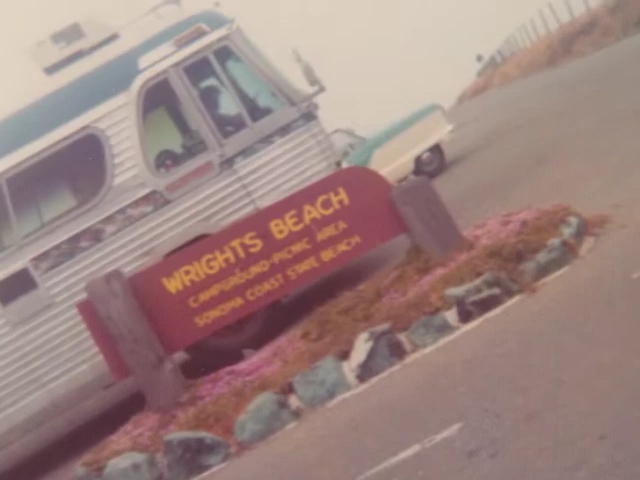 WRIGHTS BEACH
CAMPGROUND-PICNIC AREA
SONOMA COAST STATE BEACH